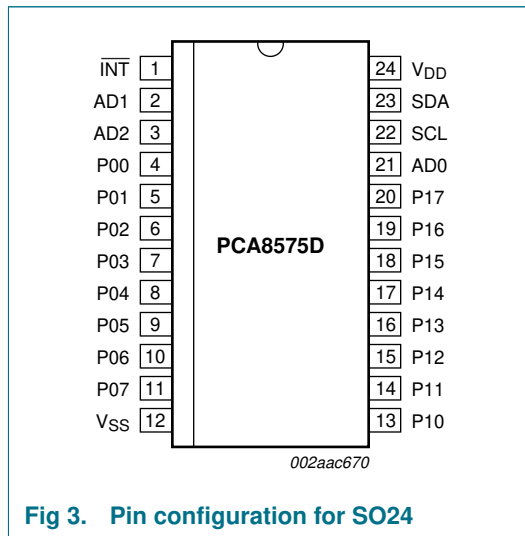 INT 1 24 VDD
AD1 2 23 SDA
AD2 3 22 SCL
P00 4 21 AD0
P01 5 20 P17
P02 6 19 P16
PCA8575D
P03 7 18 P15
P04 8 17 P14
P05 9 16 P13
P06 10 15 P12
P07 11 14 P11
VSS 12 13 P10
002aac670
Fig 3. Pin configuration for SO24